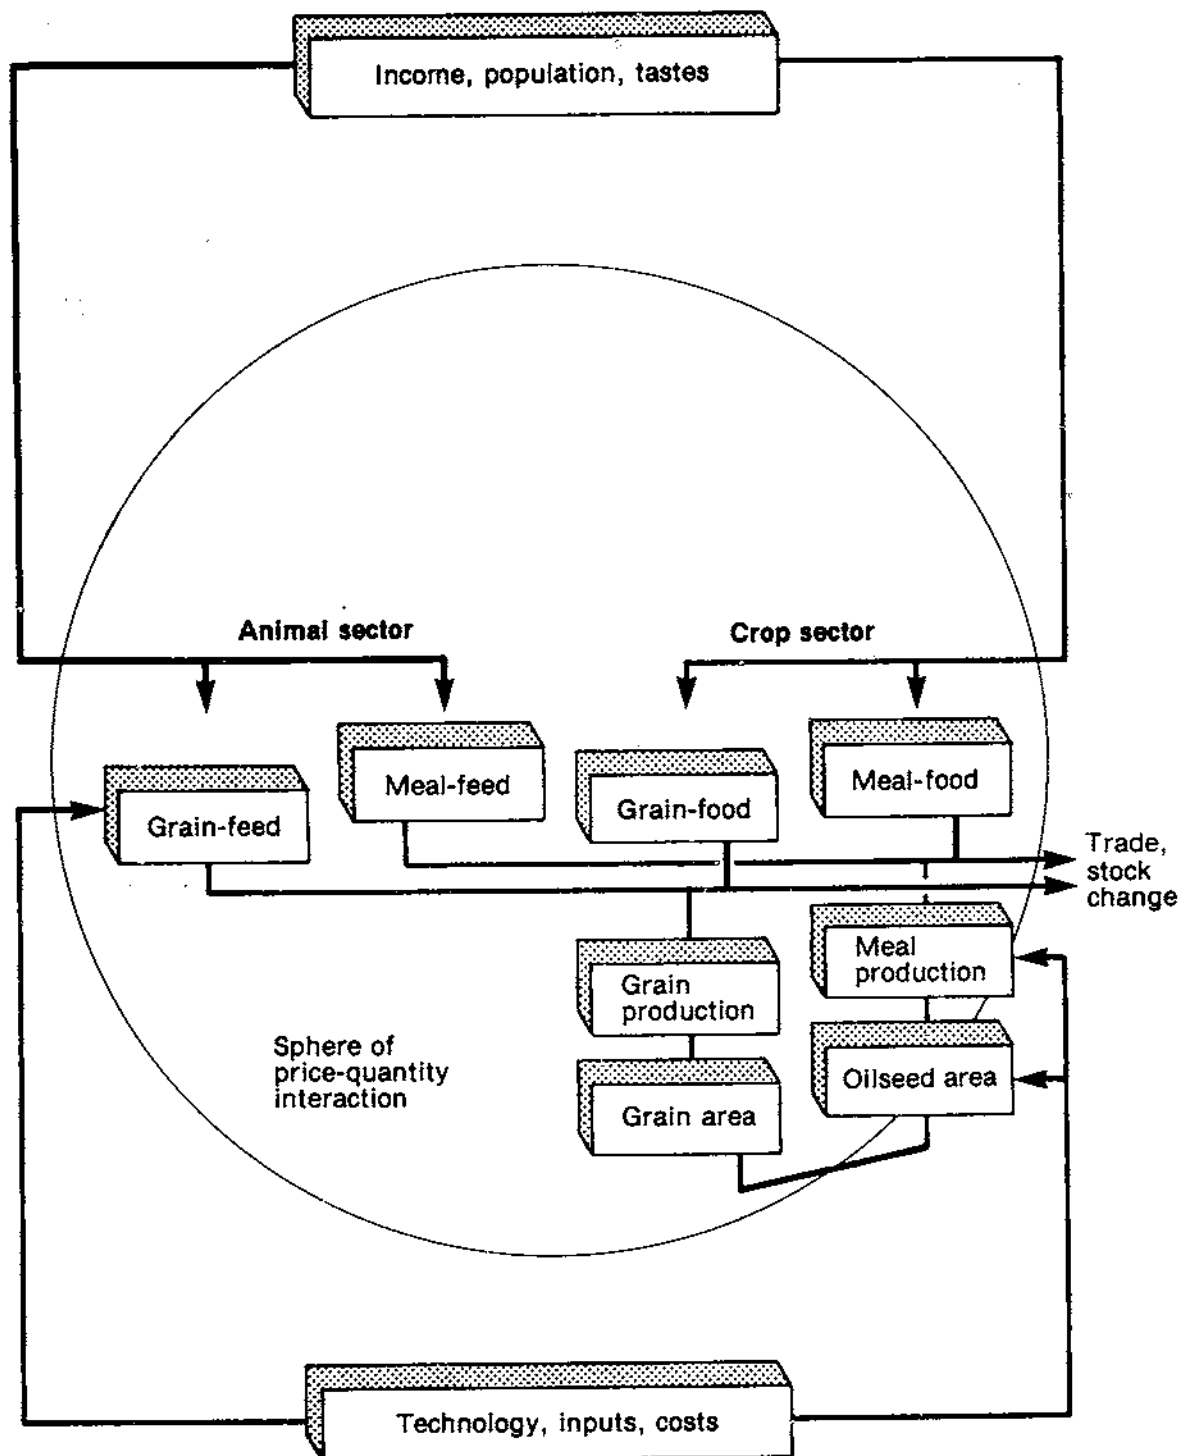 Income, population, tastes
Animal sector
Crop sector
Meal-feed
Meal-food
Grain-feed
Grain-food
Trade,
stock
change
Meal
production
Grain
production
Sphere of
price-quantity
interaction
Oilseed area
Grain area
Technology, inputs, costs